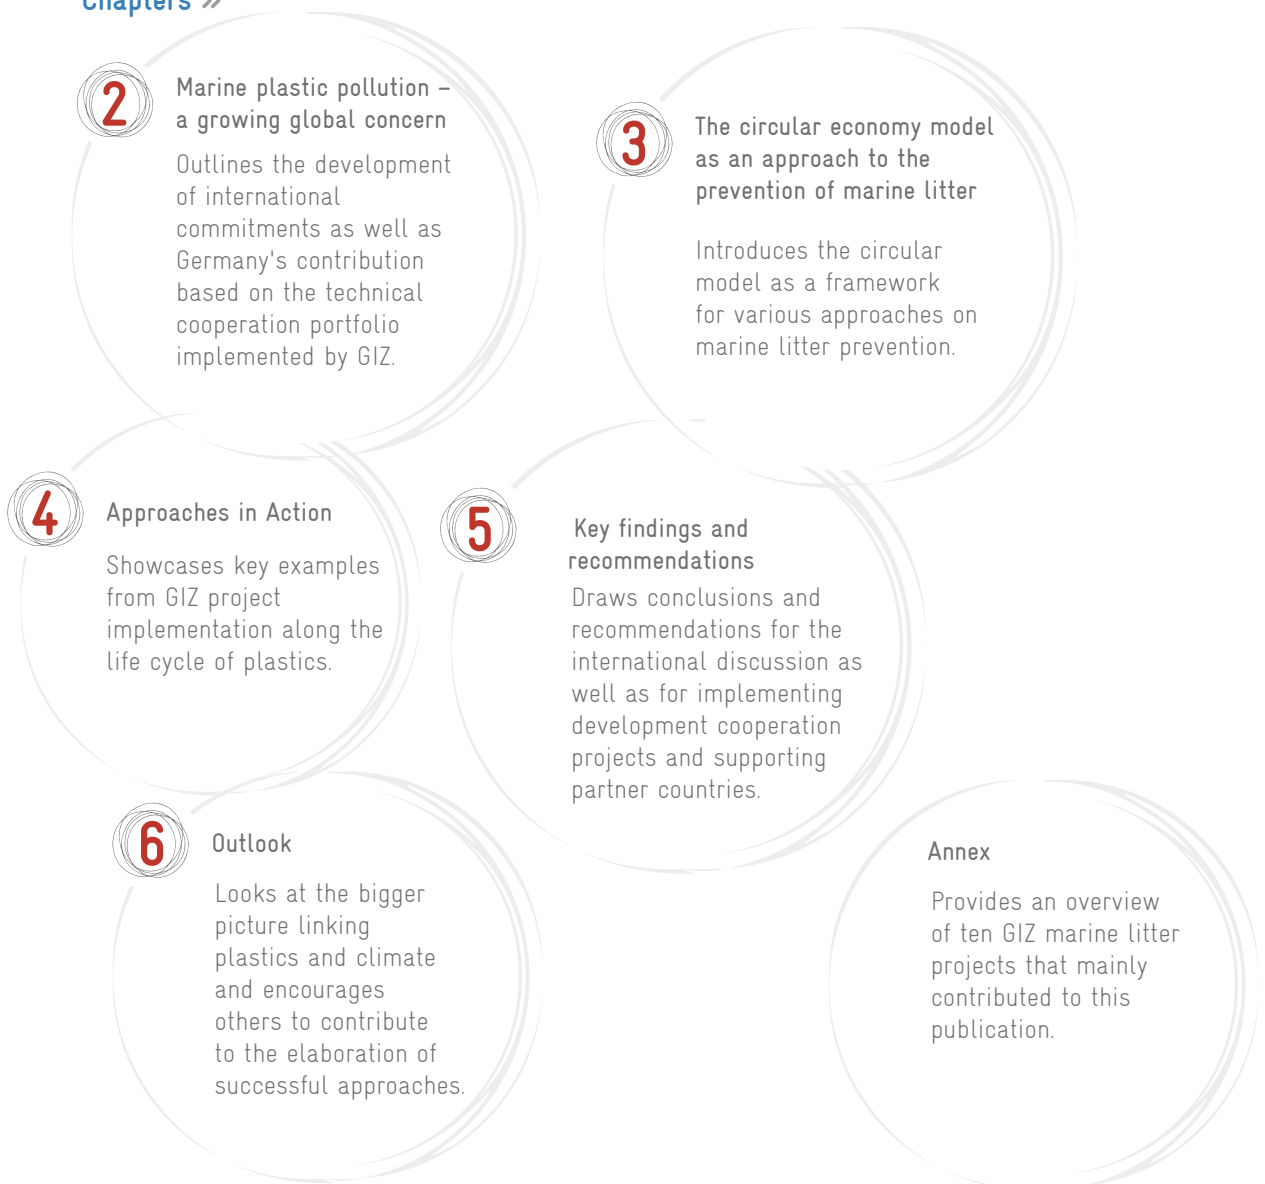 Chapters »
2
Marine plastic pollution –
a growing global concern
Outlines the development
of international
commitments as well as
Germany's contribution
based on the technical
cooperation portfolio
implemented by GIZ.
3
The circular economy model
as an approach to the
prevention of marine litter
Introduces the circular
model as a framework
for various approaches on
marine litter prevention.
4
Approaches in Action
Showcases key examples
from GIZ project
implementation along the
life cycle of plastics.
5
Key findings and
recommendations
Draws conclusions and
recommendations for the
international discussion as
well as for implementing
development cooperation
projects and supporting
partner countries.
6
Outlook
Looks at the bigger
picture linking
plastics and climate
and encourages
others to contribute
to the elaboration of
successful approaches.
Annex
Provides an overview
of ten GIZ marine litter
projects that mainly
contributed to this
publication.